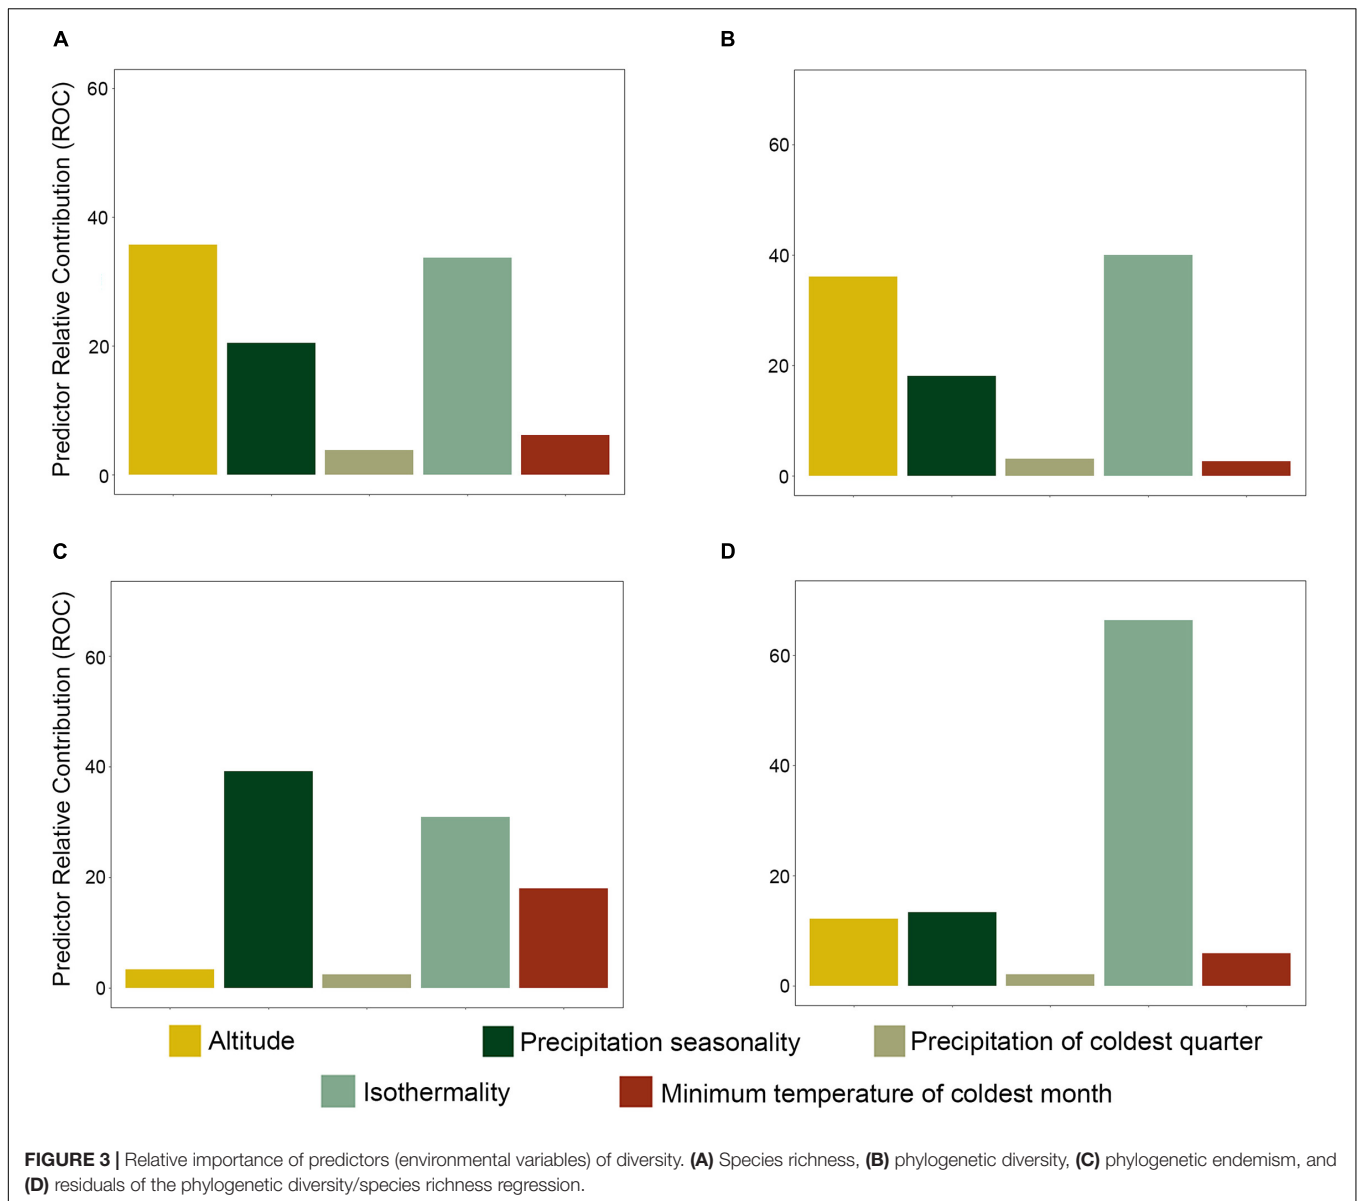 A
B
Predictor Relative Contribution (ROC)
60
40
20
0
60
40
20
0
C
D
Predictor Relative Contribution (ROC)
60
40
20
0
60
40
20
0
Altitude
Precipitation seasonality
Precipitation of coldest quarter
Isothermality
Minimum temperature of coldest month
FIGURE 3 | Relative importance of predictors (environmental variables) of diversity. (A) Species richness, (B) phylogenetic diversity, (C) phylogenetic endemism, and
(D) residuals of the phylogenetic diversity/species richness regression.